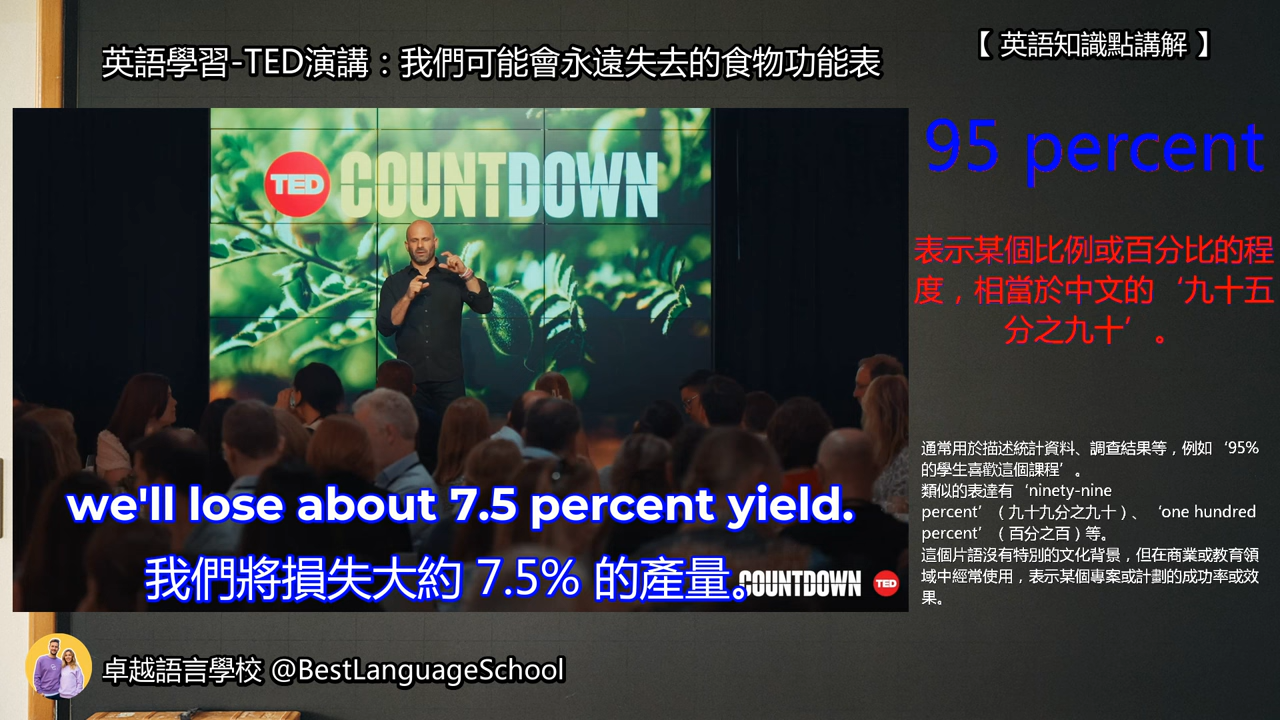 英語學習-TED演講：我們可能會永遠失去的食物功能表
【 英語知識點講解 】
TED COUNTDOWN
95 percent
表示某個比例或百分比的程
度，相當於中文的‘九十五
分之九十’。
通常用於描述統計資料、調查結果等，例如‘95%
的學生喜歡這個課程’。
類似的表達有‘ninety-nine
percent’（九十九分之九十）、‘one hundred
percent’（百分之百）等。
這個片語沒有特別的文化背景，但在商業或教育領
域中經常使用，表示某個專案或計劃的成功率或效
果。
we'll lose about 7.5 percent yield.
我們將損失大約 7.5% 的產量。
COUNTDOWN TED
卓越語言學校 @BestLanguageSchool